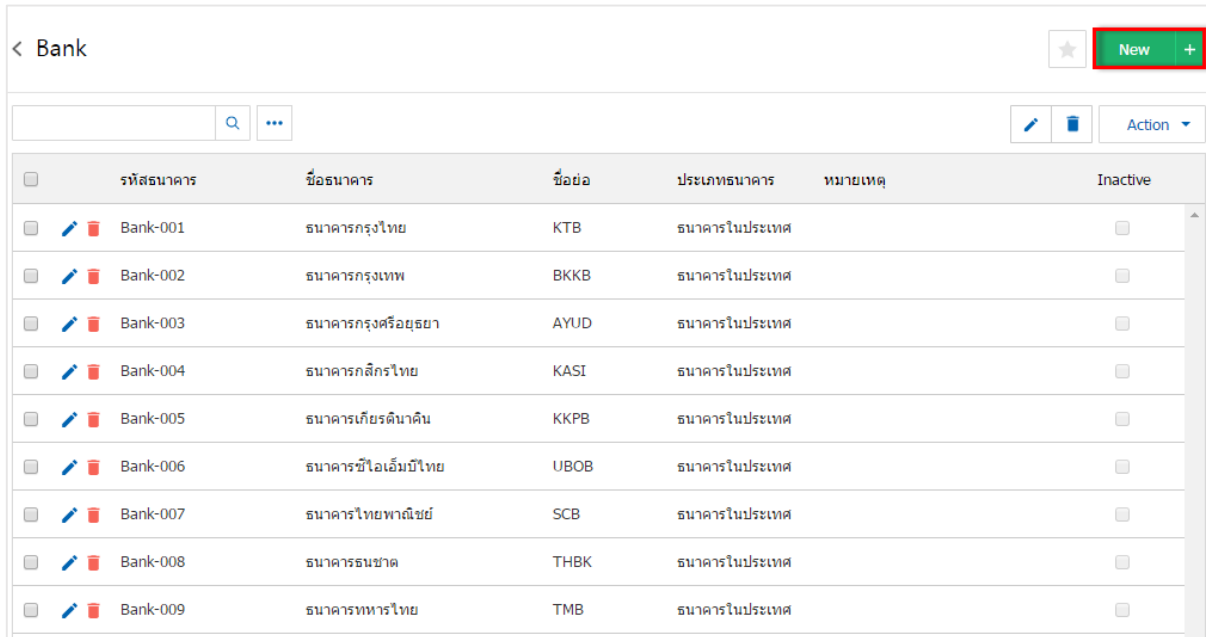 Bank
New +
Action
รหัสธนาคาร ชื่อธนาคาร ชื่อย่อ ประเภทธนาคาร หมายเหตุ Inactive
Bank-001 ธนาคารกรุงไทย KTB ธนาคารในประเทศ
Bank-002 ธนาคารกรุงเทพ BKKB ธนาคารในประเทศ
Bank-003 ธนาคารกรุงศรีอยุธยา AYUD ธนาคารในประเทศ
Bank-004 ธนาคารกสิกรไทย KASI ธนาคารในประเทศ
Bank-005 ธนาคารเกียรตินาคิน KKPB ธนาคารในประเทศ
Bank-006 ธนาคารซีไอเอ็มบีไทย UBOB ธนาคารในประเทศ
Bank-007 ธนาคารไทยพาณิชย์ SCB ธนาคารในประเทศ
Bank-008 ธนาคารธนชาต THBK ธนาคารในประเทศ
Bank-009 ธนาคารทหารไทย TMB ธนาคารในประเทศ